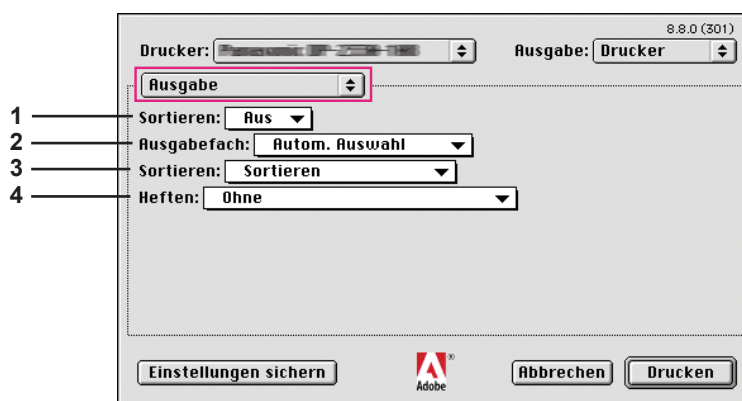 8.8.0 (301)
Drucker: Ausgabe: Drucker
Ausgabe
1 Sortieren: Aus
2 Ausgabefach: Autom. Auswahl
3 Sortieren: Sortieren
4 Heften: Ohne
Einstellungen sichern Adobe® Abbrechen Drucken